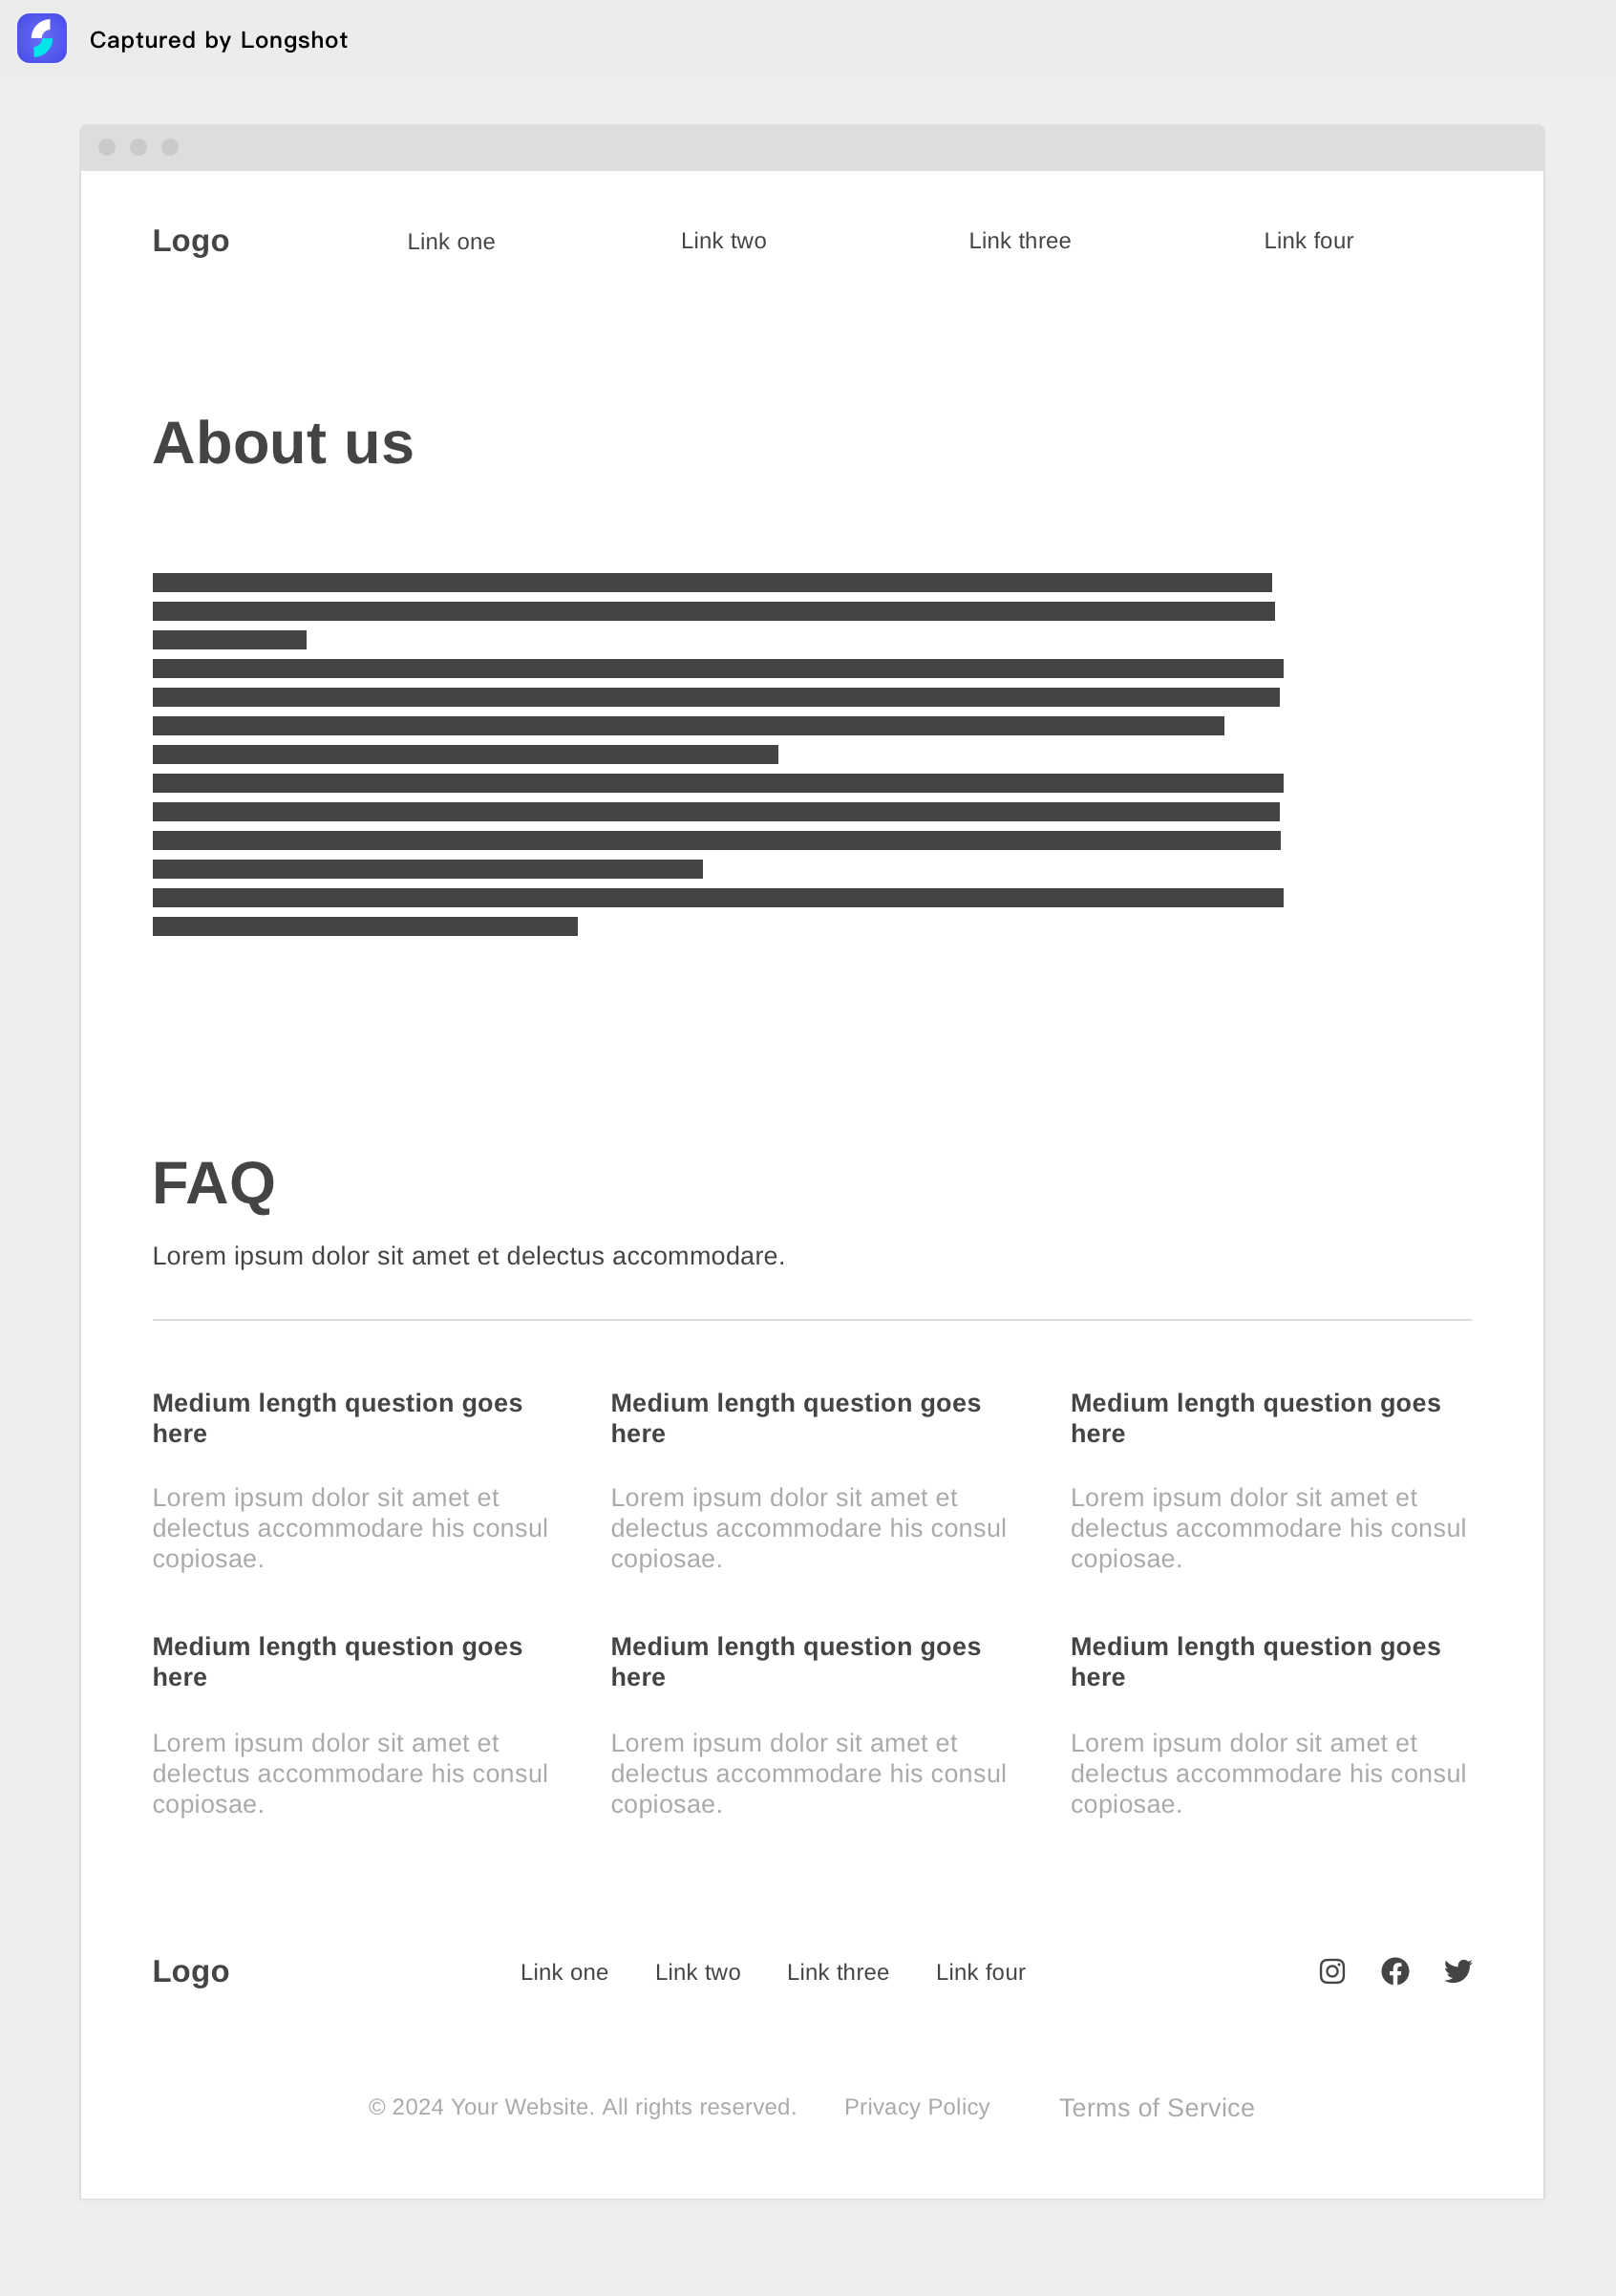 Captured by Longshot
Logo
Link one
Link two
Link three
Link four
About us
FAQ
Lorem ipsum dolor sit amet et delectus accommodare.
Medium length question goes
here
Lorem ipsum dolor sit amet et
delectus accommodare his consul
copiosae.
Medium length question goes
here
Lorem ipsum dolor sit amet et
delectus accommodare his consul
copiosae.
Medium length question goes
here
Lorem ipsum dolor sit amet et
delectus accommodare his consul
copiosae.
Medium length question goes
here
Lorem ipsum dolor sit amet et
delectus accommodare his consul
copiosae.
Medium length question goes
here
Lorem ipsum dolor sit amet et
delectus accommodare his consul
copiosae.
Medium length question goes
here
Lorem ipsum dolor sit amet et
delectus accommodare his consul
copiosae.
Logo
Link one
Link two
Link three
Link four
© 2024 Your Website. All rights reserved.
Privacy Policy
Terms of Service